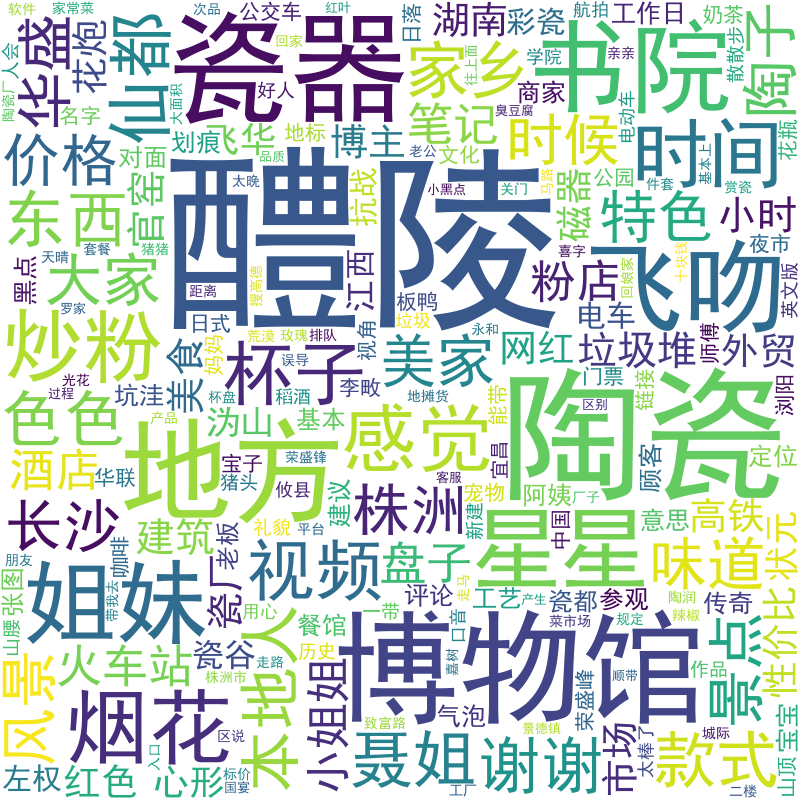 软件
家常菜
次品
公交车
红叶
航拍
工作日
奶茶
陶瓷厂
人会
华盛
花炮
仙都
瓷器
回家
家乡
往上面
湖南
彩瓷
日落
学院
书院
亲亲
散散步
陶子
大面积
名字
好人
商家
臭豆腐
电动车
花瓶
价格
对面
划痕
飞华
地标
博主
笔记
文化
时候
时间
基本上
品质
老公
抗战
太晚
小黑点
关门
马路
磁器
公园
件套
赏瓷
东西
官窑
醴陵
特色
小时
夜市
天晴
套餐
猪猪
黑点
大家
距离
江西
飞吻
喜字
回娘家
十块钱
搜高德
粉店
英文版
罗家
日式
荒漠
玫瑰
排队
视角
板鸭
垃圾
永和
电车
师傅
炒粉
美食
妈妈
杯子
误导
美家
网红
垃圾堆
外贸
光花
过程
坑洼
李畋
门票
链接
浏阳
色色
产品
杯盘
稻酒
地摊货
区别
沩山
基本
能带
地方
感觉
陶瓷
酒店
华联
宝子
猪头
荣盛锋
攸县
建议
宜昌
客服
宠物
阿姨
厂子
顾客
定位
长沙
建筑
礼貌
平台
株洲
新建
中国
意思
高铁
状元
朋友
咖啡
老板
视频
盘子
星星
味道
张图
山腰
带我去
姐妹
瓷厂
用心
走马
评论
工艺
产生
瓷都
参观
陶润
辣椒
传奇
性价比
餐馆
一带
口音
菜市场
规定
风景
火车站
瓷谷
走路
历史
本地人
博物馆
嘉树
顺带
作品
景点
株洲市
小姐姐
荣盛峰
烟花
区说
致富路
气泡
景德镇
聂姐
谢谢
市场
太棒了
城际
款式
山顶
宝宝
左权
红色
入口
心形
标价
国宴
工厂
二楼